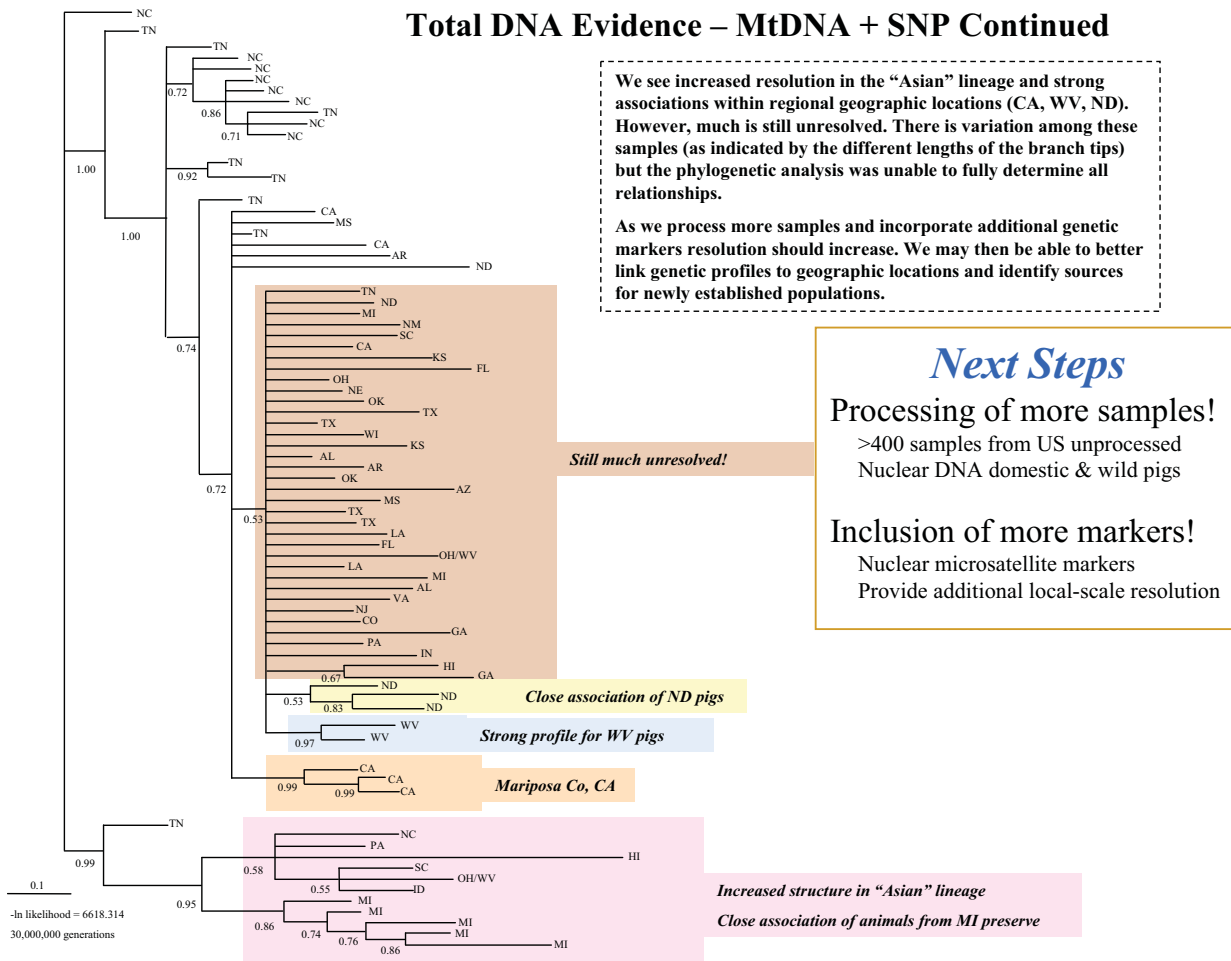 Total DNA Evidence – MtDNA + SNP Continued
We see increased resolution in the “Asian” lineage and strong
associations within regional geographic locations (CA, WV, ND).
However, much is still unresolved. There is variation among these
samples (as indicated by the different lengths of the branch tips)
but the phylogenetic analysis was unable to fully determine all
relationships.
As we process more samples and incorporate additional genetic
markers resolution should increase. We may then be able to better
link genetic profiles to geographic locations and identify sources
for newly established populations.
Next Steps
Processing of more samples!
>400 samples from US unprocessed
Nuclear DNA domestic & wild pigs
Inclusion of more markers!
Nuclear microsatellite markers
Provide additional local-scale resolution
NC
TN
TN
NC
NC
NC
0.72
NC
NC
0.86
TN
NC
0.71
NC
TN
1.00
0.92
TN
TN
CA
MS
1.00
TN
CA
AR
ND
TN
ND
MI
NM
SC
0.74
CA
KS
FL
OH
NE
OK
TX
TX
WI
KS
AL
Still much unresolved!
AR
OK
0.72
AZ
MS
TX
0.53
TX
LA
FL
OH/WV
LA
MI
AL
VA
NJ
CO
GA
PA
IN
HI
0.67
GA
ND
0.53
ND
Close association of ND pigs
0.83
ND
WV
0.97
WV
Strong profile for WV pigs
CA
CA
0.99
0.99
CA
Mariposa Co, CA
TN
NC
PA
0.99
HI
0.58
SC
OH/WV
0.55
ID
0.1
0.95
MI
MI
-ln likelihood = 6618.314
0.86
0.74
MI
30,000,000 generations
0.76
MI
0.86
MI
Increased structure in “Asian” lineage
Close association of animals from MI preserve